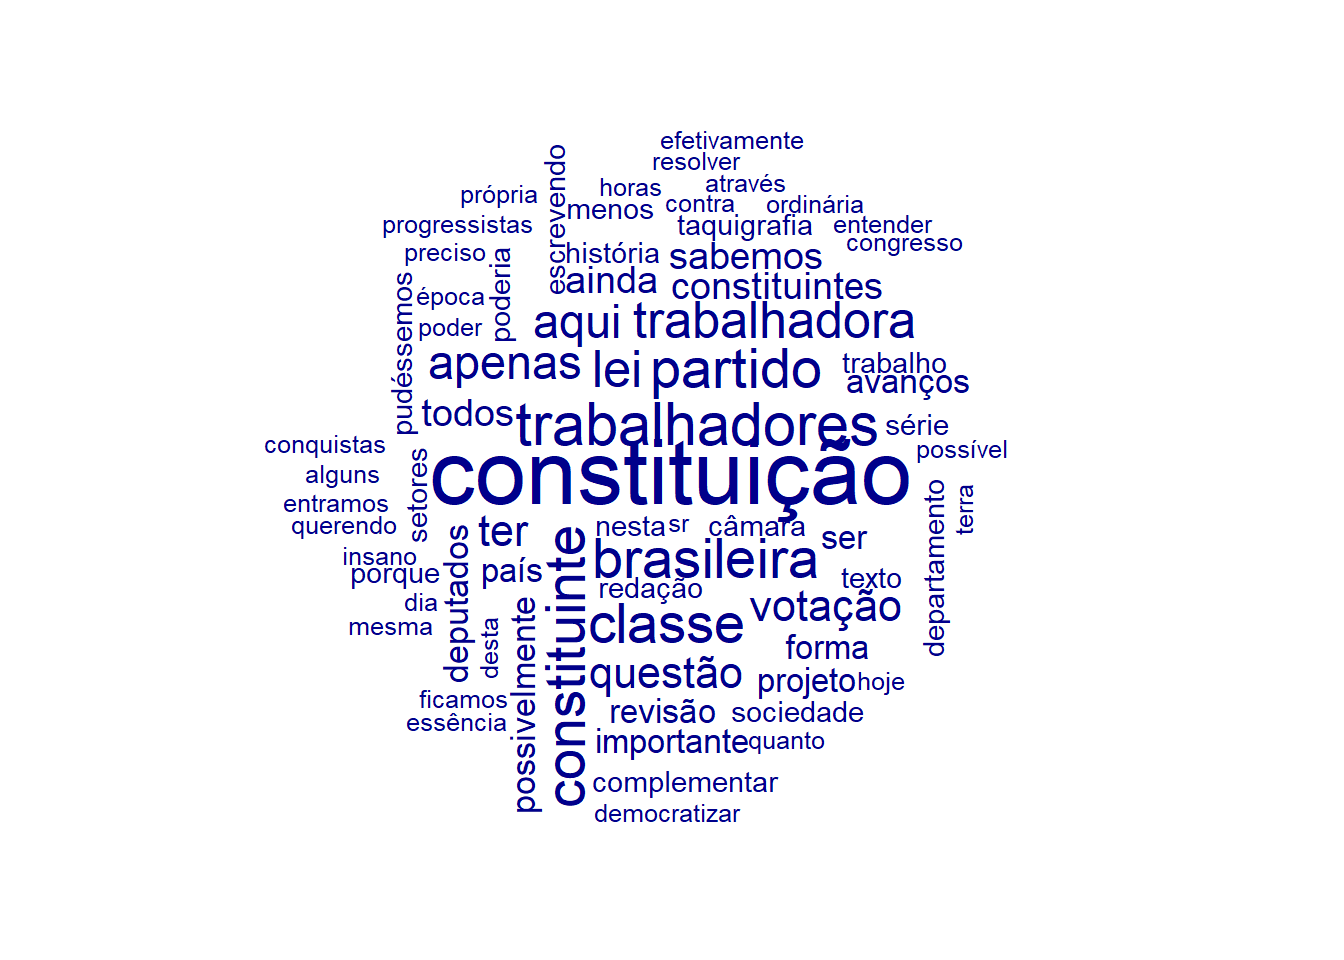 efetivamente
resolver
horas
através
própria
escrevendo
menos
contra
ordinária
progressistas
taquigrafia
entender
congresso
preciso
poderia
história
sabemos
ainda
constituintes
época
pudéssemos
poder
aqui
trabalhadora
apenas
lei
partido
trabalho
avanços
todos
trabalhadores
série
conquistas
constituição
possível
alguns
setores
entramos
querendo
ter
nesta
sr
câmara
ser
departamento
terra
insano
porque
deputados
país
constituinte
brasileira
texto
redação
dia
mesma
desta
possivelmente
classe
votação
forma
questão
projeto
hoje
ficamos
essência
revisão
sociedade
importante
quanto
complementar
democratizar